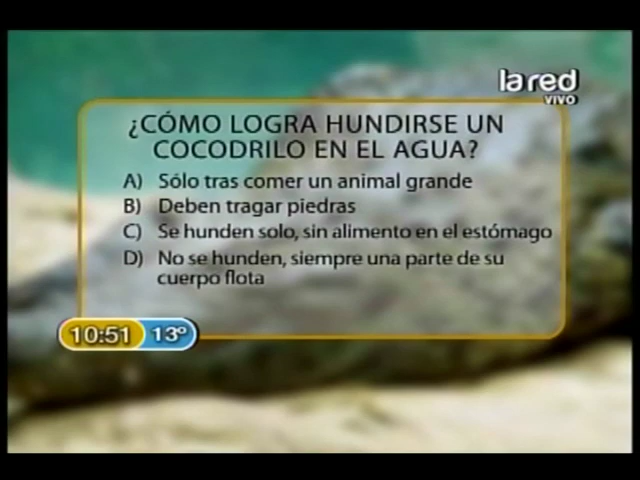 la red
VIVO
¿CÓMO LOGRA HUNDIRSE UN
COCODRILO EN EL AGUA?
A) Sólo tras comer un animal grande
B) Deben tragar piedras
C) Se hunden solo, sin alimento en el estómago
D) No se hunden, siempre una parte de su
cuerpo flota
10:51 13º